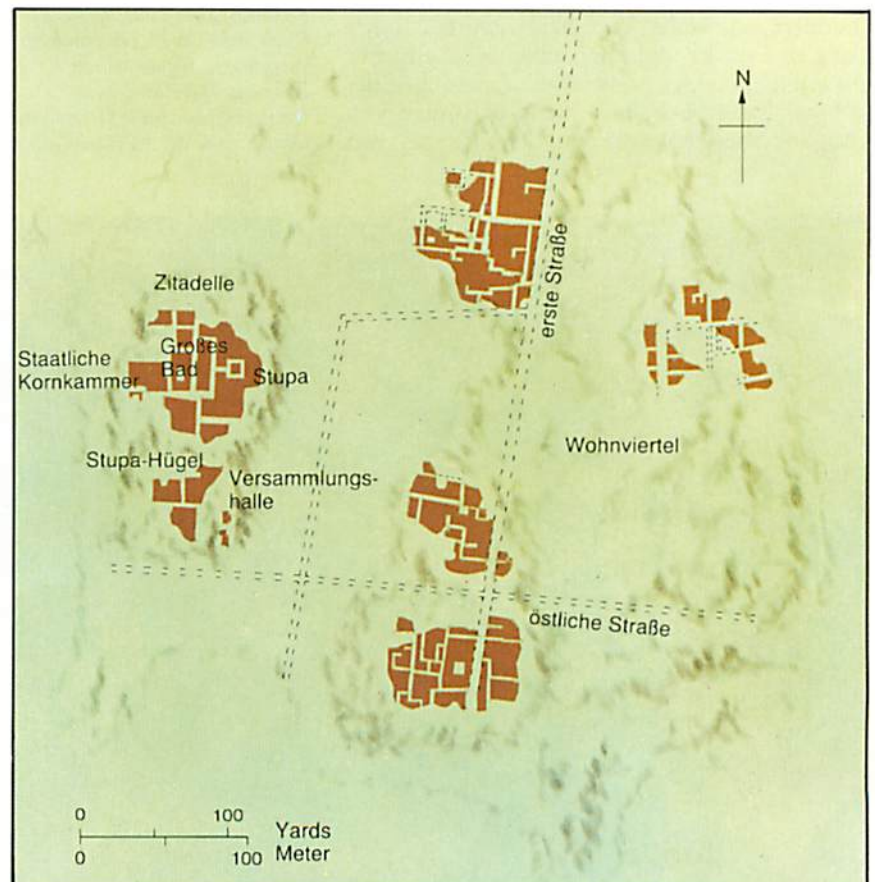 N
erste Straße
Zitadelle
Großes
Bad
Staatliche
Kornkammer
Stupa
Wohnviertel
Stupa-Hügel
Versammlungs-
halle
östliche Straße
0 100
Yards
Meter
0 100